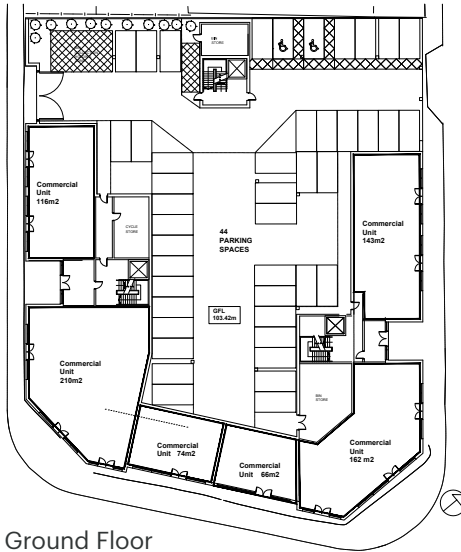 BIN
STORE
Commercial
Unit
116m2
CYCLE
STORE
44
PARKING
SPACES
Commercial
Unit
143m2
GFL
103.42m
Commercial
Unit
210m2
BIN
STORE
Commercial
Unit 74m2
Commercial
Unit 66m2
Commercial
Unit
162 m2
Ground Floor